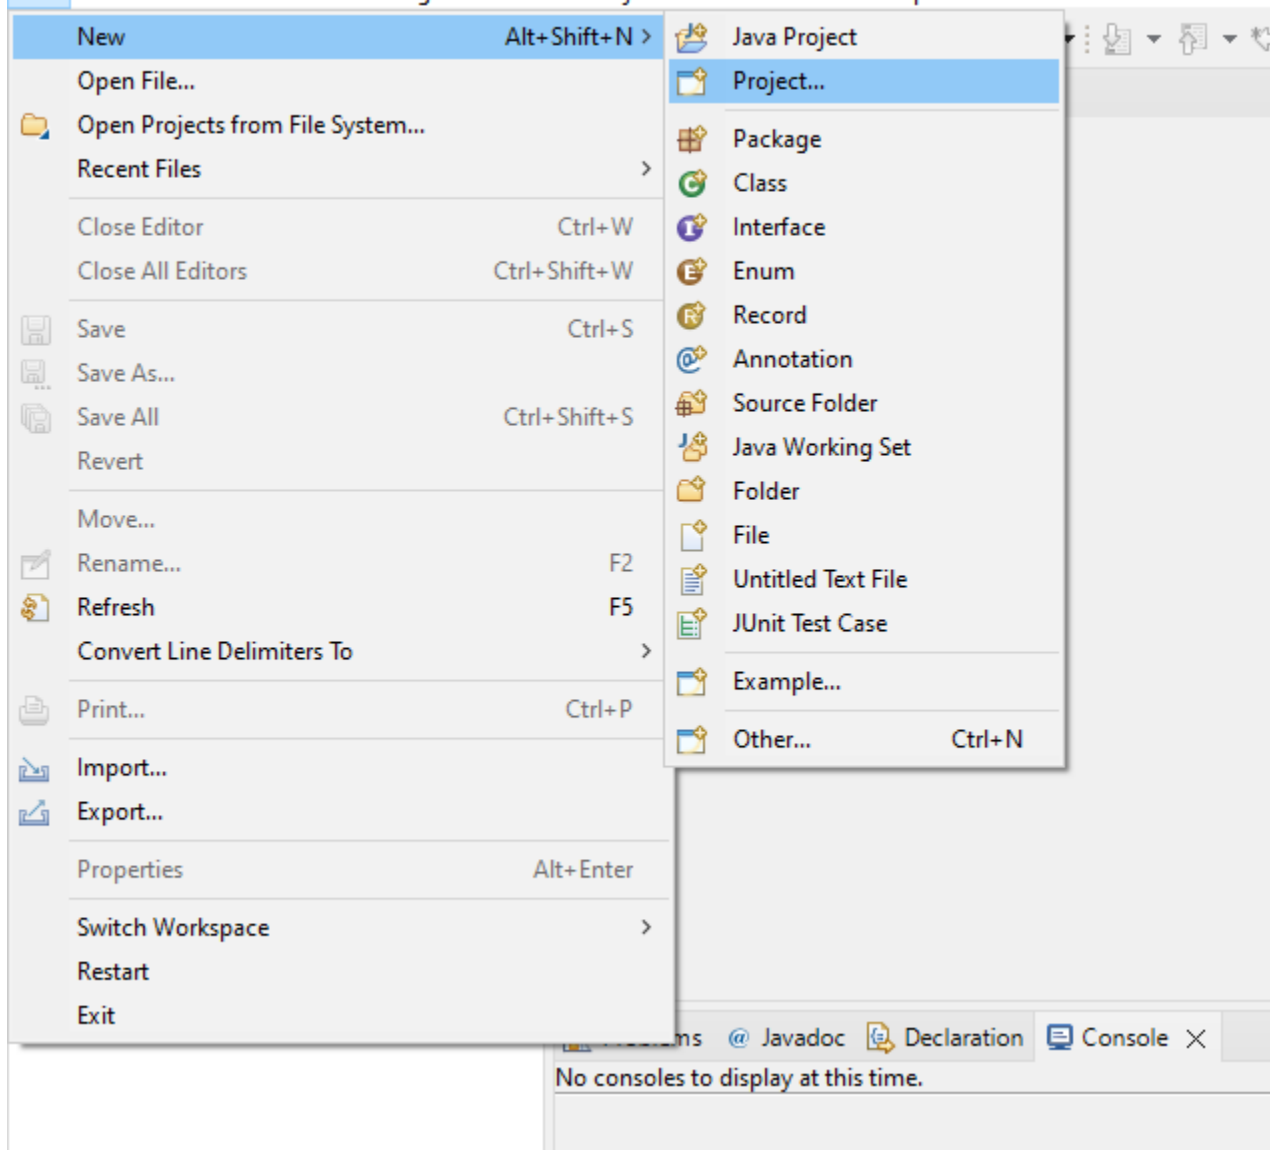 New Alt+Shift+N >
Open File...
Open Projects from File System...
Recent Files >
Close Editor Ctrl+W
Close All Editors Ctrl+Shift+W
Save Ctrl+S
Save As...
Save All Ctrl+Shift+S
Revert
Move...
Rename... F2
Refresh F5
Convert Line Delimiters To >
Print... Ctrl+P
Import...
Export...
Properties Alt+Enter
Switch Workspace >
Restart
Exit
Java Project
Project...
Package
Class
Interface
Enum
Record
Annotation
Source Folder
Java Working Set
Folder
File
Untitled Text File
JUnit Test Case
Example...
Other... Ctrl+N
@ Javadoc Declaration Console
No consoles to display at this time.